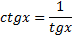 ctgx = 1/tgx